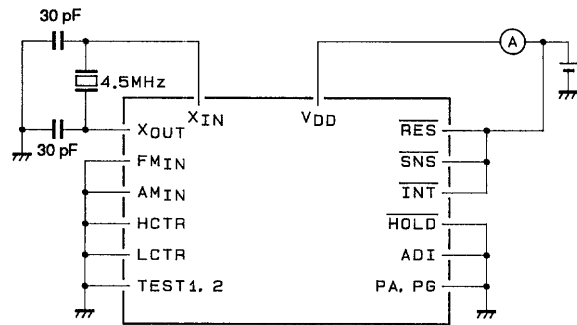 30 pF
A
4.5MHz
XIN
VDD
30 pF
XOUT
RES
FMIN
SNS
AMIN
INT
HCTR
HOLD
LCTR
ADI
TEST1, 2
PA, PG